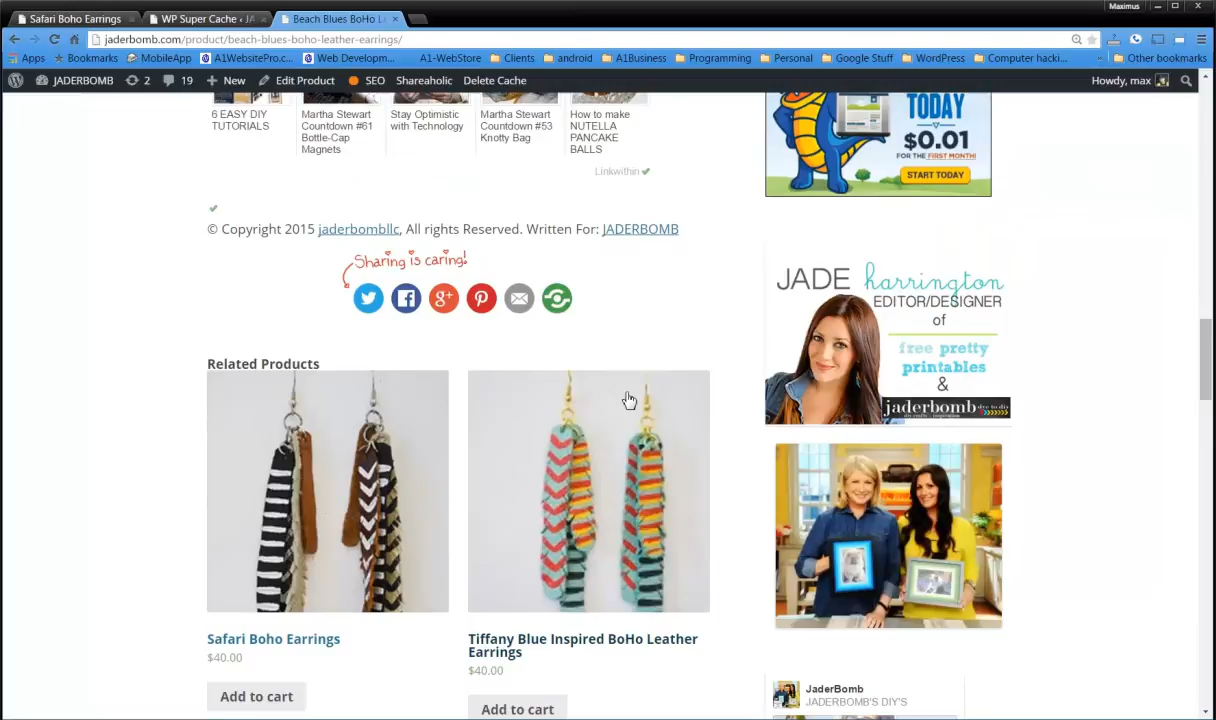 Maximus
Safari Boho Earrings
WP Super Cache ‹ JA
Beach Blues BoHo L
jaderbomb.com/product/beach-blues-boho-leather-earrings/
Apps Bookmarks MobileApp A1WebsitePro.c... Web Developm... A1-WebStore Clients android A1Business Programming Personal Google Stuff WordPress Computer hacki... » Other bookmarks
JADERBOMB 2 19 + New Edit Product SEO Shareaholic Delete Cache Howdy, max
6 EASY DIY
TUTORIALS
Martha Stewart
Countdown #61
Bottle-Cap
Magnets
Stay Optimistic
with Technology
Martha Stewart
Countdown #53
Knotty Bag
How to make
NUTELLA
PANCAKE
BALLS
Linkwithin
© Copyright 2015 jaderbombllc, All rights Reserved. Written For: JADERBOMB
Sharing is caring!
g+
Related Products
Safari Boho Earrings
$40.00
Add to cart
Tiffany Blue Inspired BoHo Leather
Earrings
$40.00
Add to cart
TODAY
$0.01
FOR THE FIRST MONTH!
START TODAY
JADE harrington
EDITOR/DESIGNER
of
free pretty
printables
&
jaderbomb
JaderBomb
JADERBOMB'S DIY'S